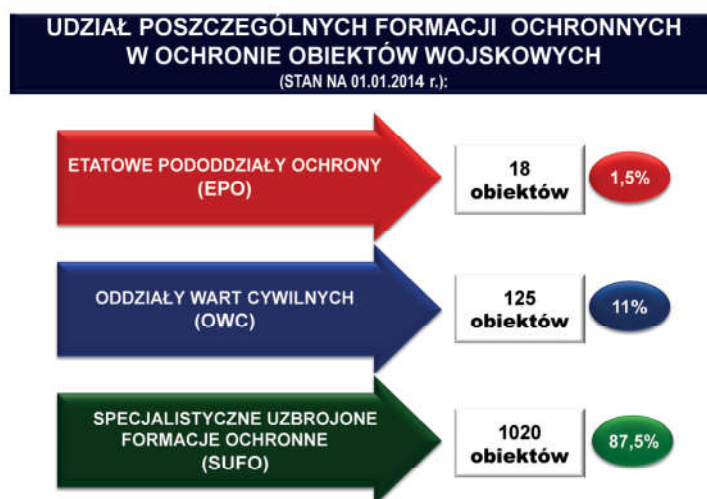 UDZIAŁ POSZCZEGÓLNYCH FORMACJI OCHRONNYCH
W OCHRONIE OBIEKTÓW WOJSKOWYCH
(STAN NA 01.01.2014 r.):
ETATOWE PODODDZIAŁY OCHRONY
(EPO)
18
obiektów
1,5%
ODDZIAŁY WART CYWILNYCH
(OWC)
125
obiektów
11%
SPECJALISTYCZNE UZBROJONE
FORMACJE OCHRONNE
(SUFO)
1020
obiektów
87,5%